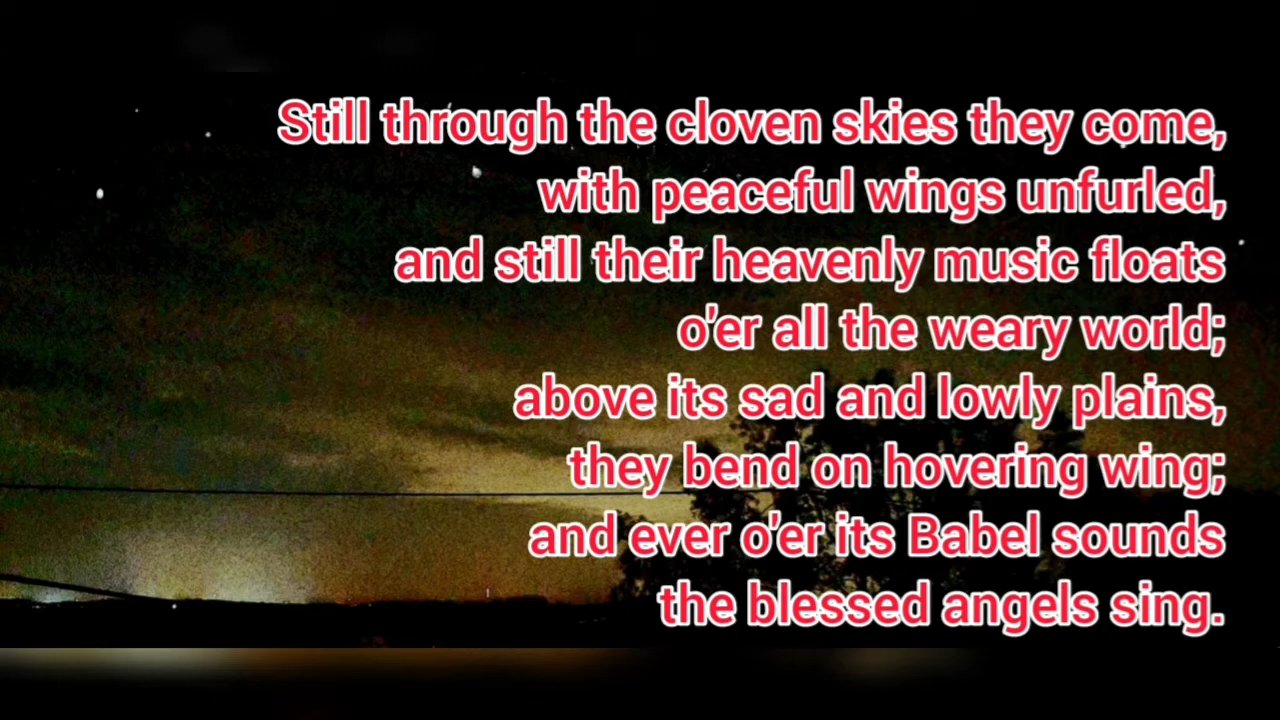 Still through the cloven skies they come,
with peaceful wings unfurled,
and still their heavenly music floats
o'er all the weary world;
above its sad and lowly plains,
they bend on hovering wing;
and ever o'er its Babel sounds
the blessed angels sing.